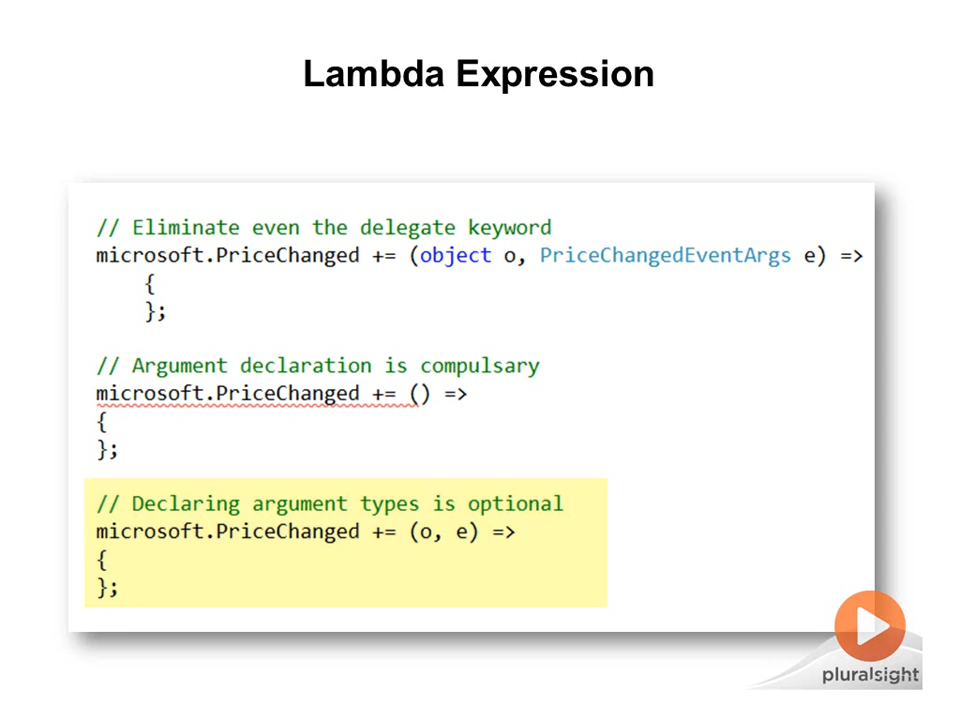 Lambda Expression
// Eliminate even the delegate keyword
microsoft.PriceChanged += (object o, PriceChangedEventArgs e) =>
{
};
// Argument declaration is compulsary
microsoft.PriceChanged += () =>
{
};
// Declaring argument types is optional
microsoft.PriceChanged += (o, e) =>
{
};
pluralsight